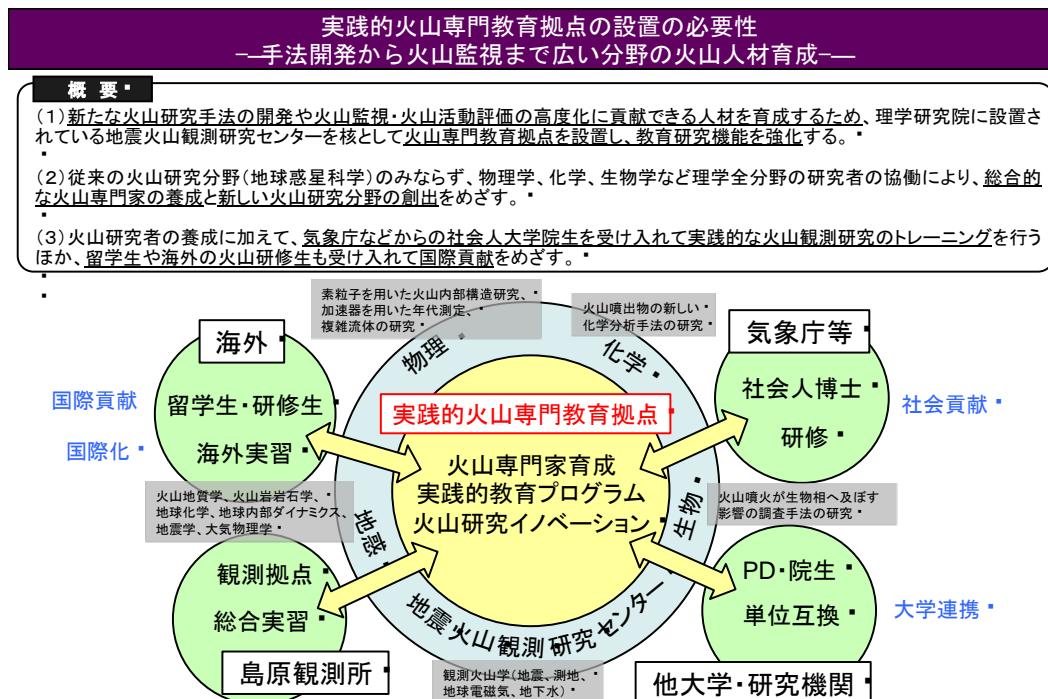 実践的火山専門教育拠点の設置の必要性
-―手法開発から火山監視まで広い分野の火山人材育成-―
概 要
(1)新たな火山研究手法の開発や火山監視・火山活動評価の高度化に貢献できる人材を育成するため、理学研究院に設置さ
れている地震火山観測研究センターを核として火山専門教育拠点を設置し、教育研究機能を強化する。
(2)従来の火山研究分野(地球惑星科学)のみならず、物理学、化学、生物学など理学全分野の研究者の協働により、総合的
な火山専門家の養成と新しい火山研究分野の創出をめざす。
(3)火山研究者の養成に加えて、気象庁などからの社会人大学院生を受け入れて実践的な火山観測研究のトレーニングを行う
ほか、留学生や海外の火山研修生も受け入れて国際貢献をめざす。
素粒子を用いた火山内部構造研究、
加速器を用いた年代測定、
複雑流体の研究
火山噴出物の新しい
化学分析手法の研究
海外
気象庁等
物理
化学
国際貢献
留学生・研修生
国際化
海外実習
社会人博士
研修
社会貢献
実践的火山専門教育拠点
火山専門家育成
実践的教育プログラム
火山研究イノベーション
火山地質学、火山岩岩石学、
地球化学、地球内部ダイナミクス、
地震学、大気物理学
火山噴火が生物相へ及ぼす
影響の調査手法の研究
地惑
生物
観測拠点
総合実習
島原観測所
地震火山観測研究センター
PD・院生
単位互換
大学連携
観測火山学(地震、測地、
地球電磁気、地下水)
他大学・研究機関